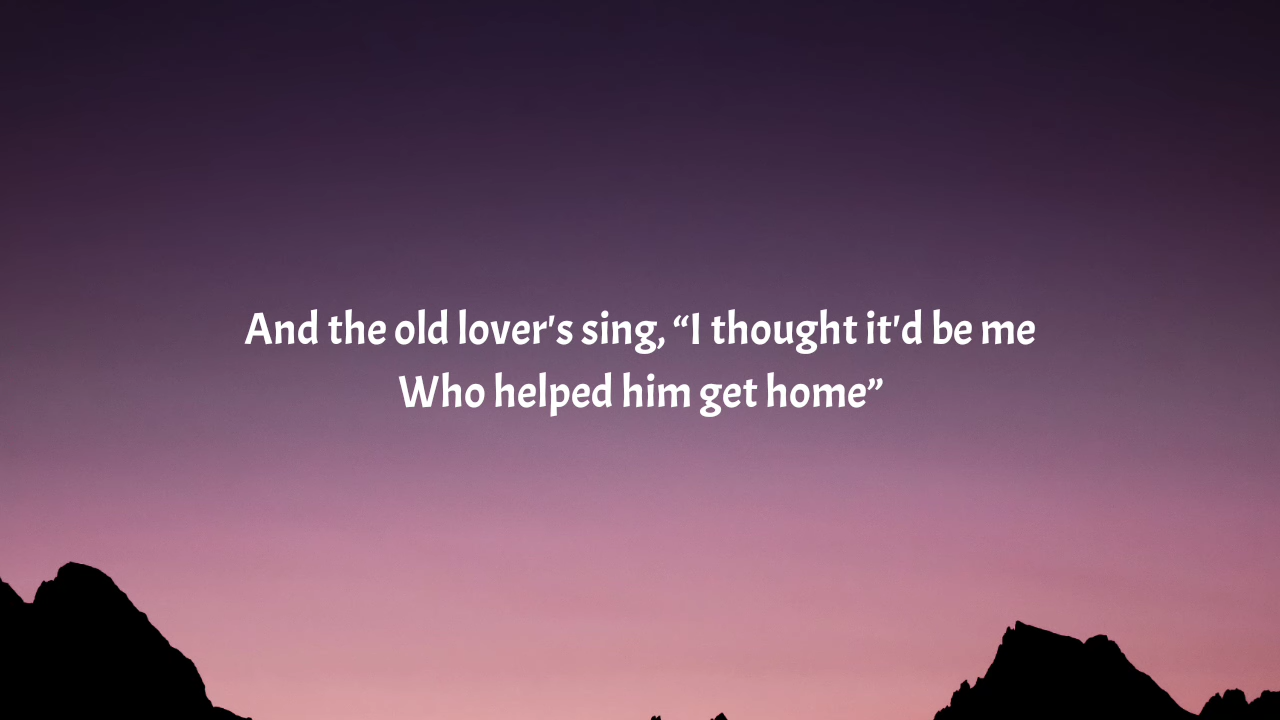 And the old lover's sing, “I thought it'd be me
Who helped him get home”